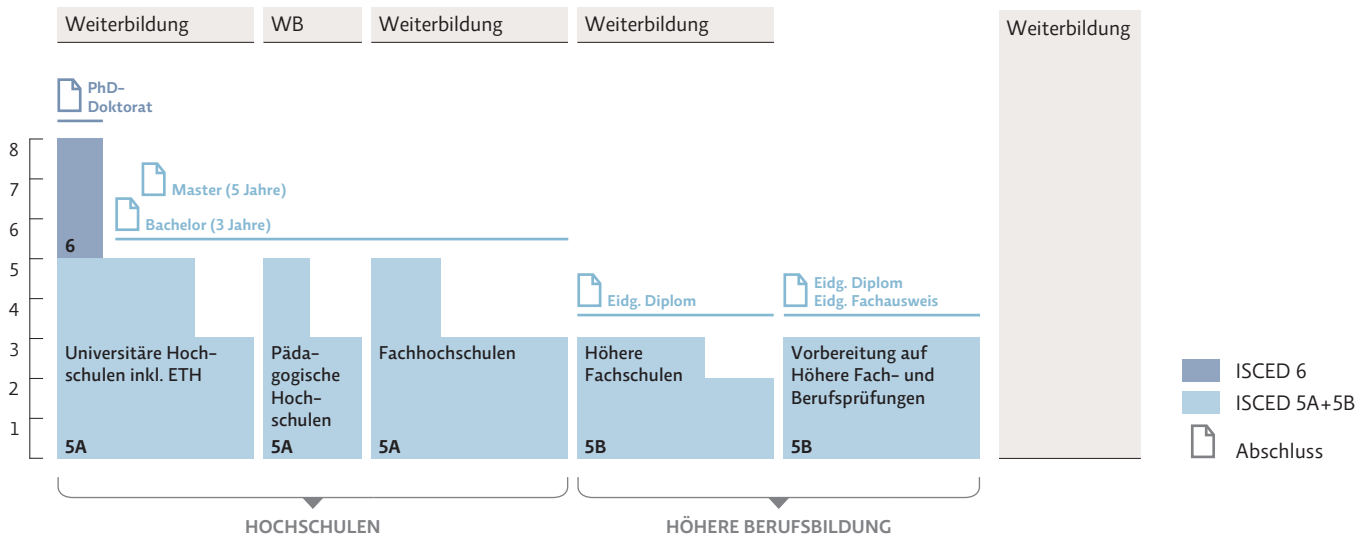 Weiterbildung
WB
Weiterbildung
Weiterbildung
Weiterbildung
PhD-
Doktorat
Master (5 Jahre)
Bachelor (3 Jahre)
8
7
6
5
4
3
2
1
6
Eidg. Diplom
Eidg. Diplom
Eidg. Fachausweis
Universitäre Hoch-
schulen inkl. ETH
5A
Päda-
gogische
Hoch-
schulen
5A
Fachhochschulen
5A
Höhere
Fachschulen
5B
Vorbereitung auf
Höhere Fach- und
Berufsprüfungen
5B
ISCED 6
ISCED 5A+5B
Abschluss
HOCHSCHULEN
HÖHERE BERUFSBILDUNG